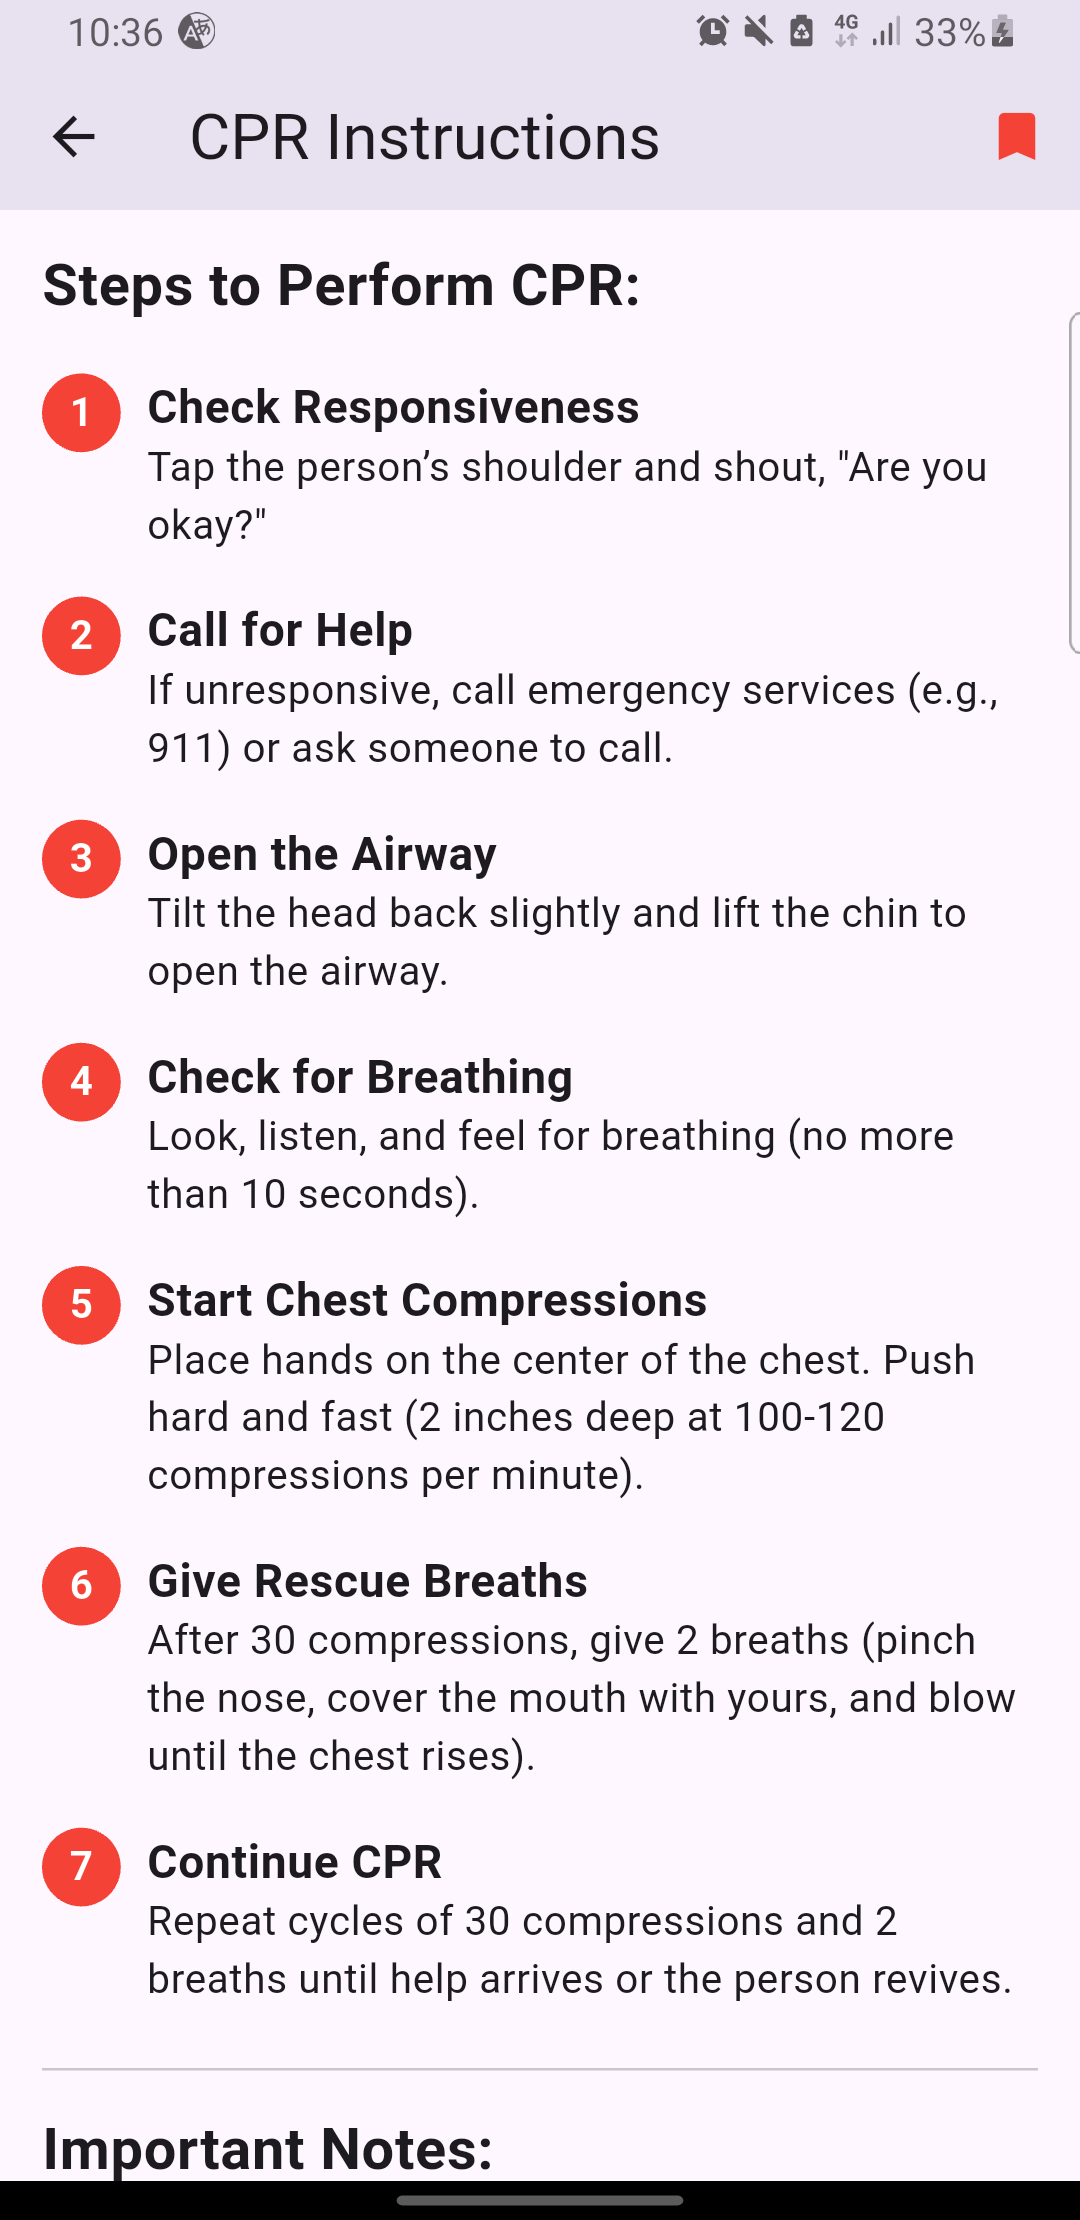 10:36
4G
33%
CPR Instructions
Steps to Perform CPR:
1
Check Responsiveness
Tap the person’s shoulder and shout, "Are you
okay?"
2
Call for Help
If unresponsive, call emergency services (e.g.,
911) or ask someone to call.
3
Open the Airway
Tilt the head back slightly and lift the chin to
open the airway.
4
Check for Breathing
Look, listen, and feel for breathing (no more
than 10 seconds).
5
Start Chest Compressions
Place hands on the center of the chest. Push
hard and fast (2 inches deep at 100-120
compressions per minute).
6
Give Rescue Breaths
After 30 compressions, give 2 breaths (pinch
the nose, cover the mouth with yours, and blow
until the chest rises).
7
Continue CPR
Repeat cycles of 30 compressions and 2
breaths until help arrives or the person revives.
Important Notes: